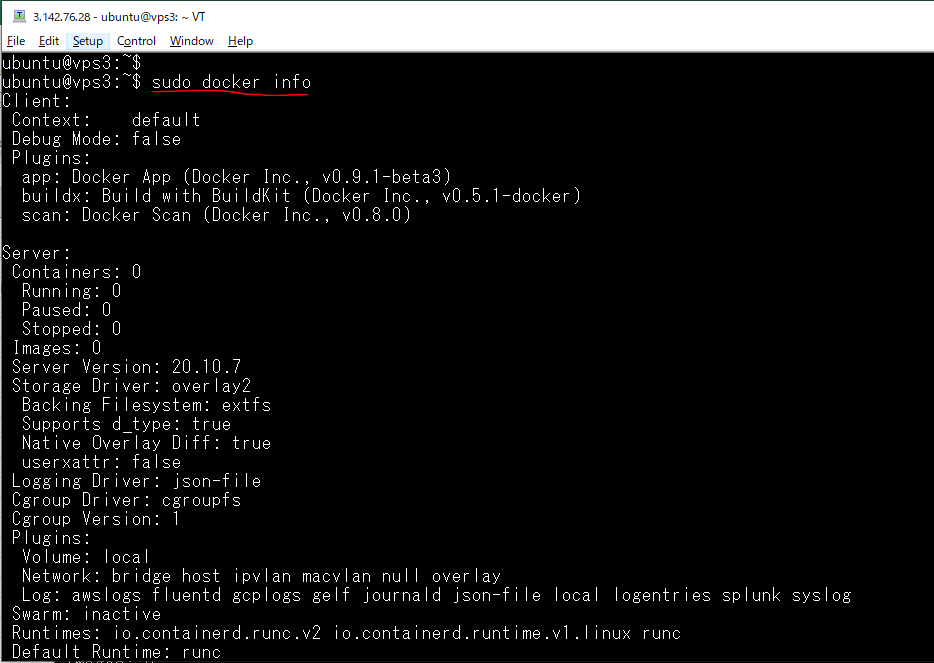 3.142.76.28 - ubuntu@vps3: ~ VT
File Edit Setup Control Window Help
ubuntu@vps3:~$
ubuntu@vps3:~$ sudo docker info
Client:
 Context:    default
 Debug Mode: false
 Plugins:
  app: Docker App (Docker Inc., v0.9.1-beta3)
  buildx: Build with BuildKit (Docker Inc., v0.5.1-docker)
  scan: Docker Scan (Docker Inc., v0.8.0)

Server:
 Containers: 0
  Running: 0
  Paused: 0
  Stopped: 0
 Images: 0
 Server Version: 20.10.7
 Storage Driver: overlay2
  Backing Filesystem: extfs
  Supports d_type: true
  Native Overlay Diff: true
  userxattr: false
 Logging Driver: json-file
 Cgroup Driver: cgroupfs
 Cgroup Version: 1
 Plugins:
  Volume: local
  Network: bridge host ipvlan macvlan null overlay
  Log: awslogs fluentd gcplogs gelf journald json-file local logentries splunk syslog
 Swarm: inactive
 Runtimes: io.containerd.runc.v2 io.containerd.runtime.v1.linux runc
 Default Runtime: runc